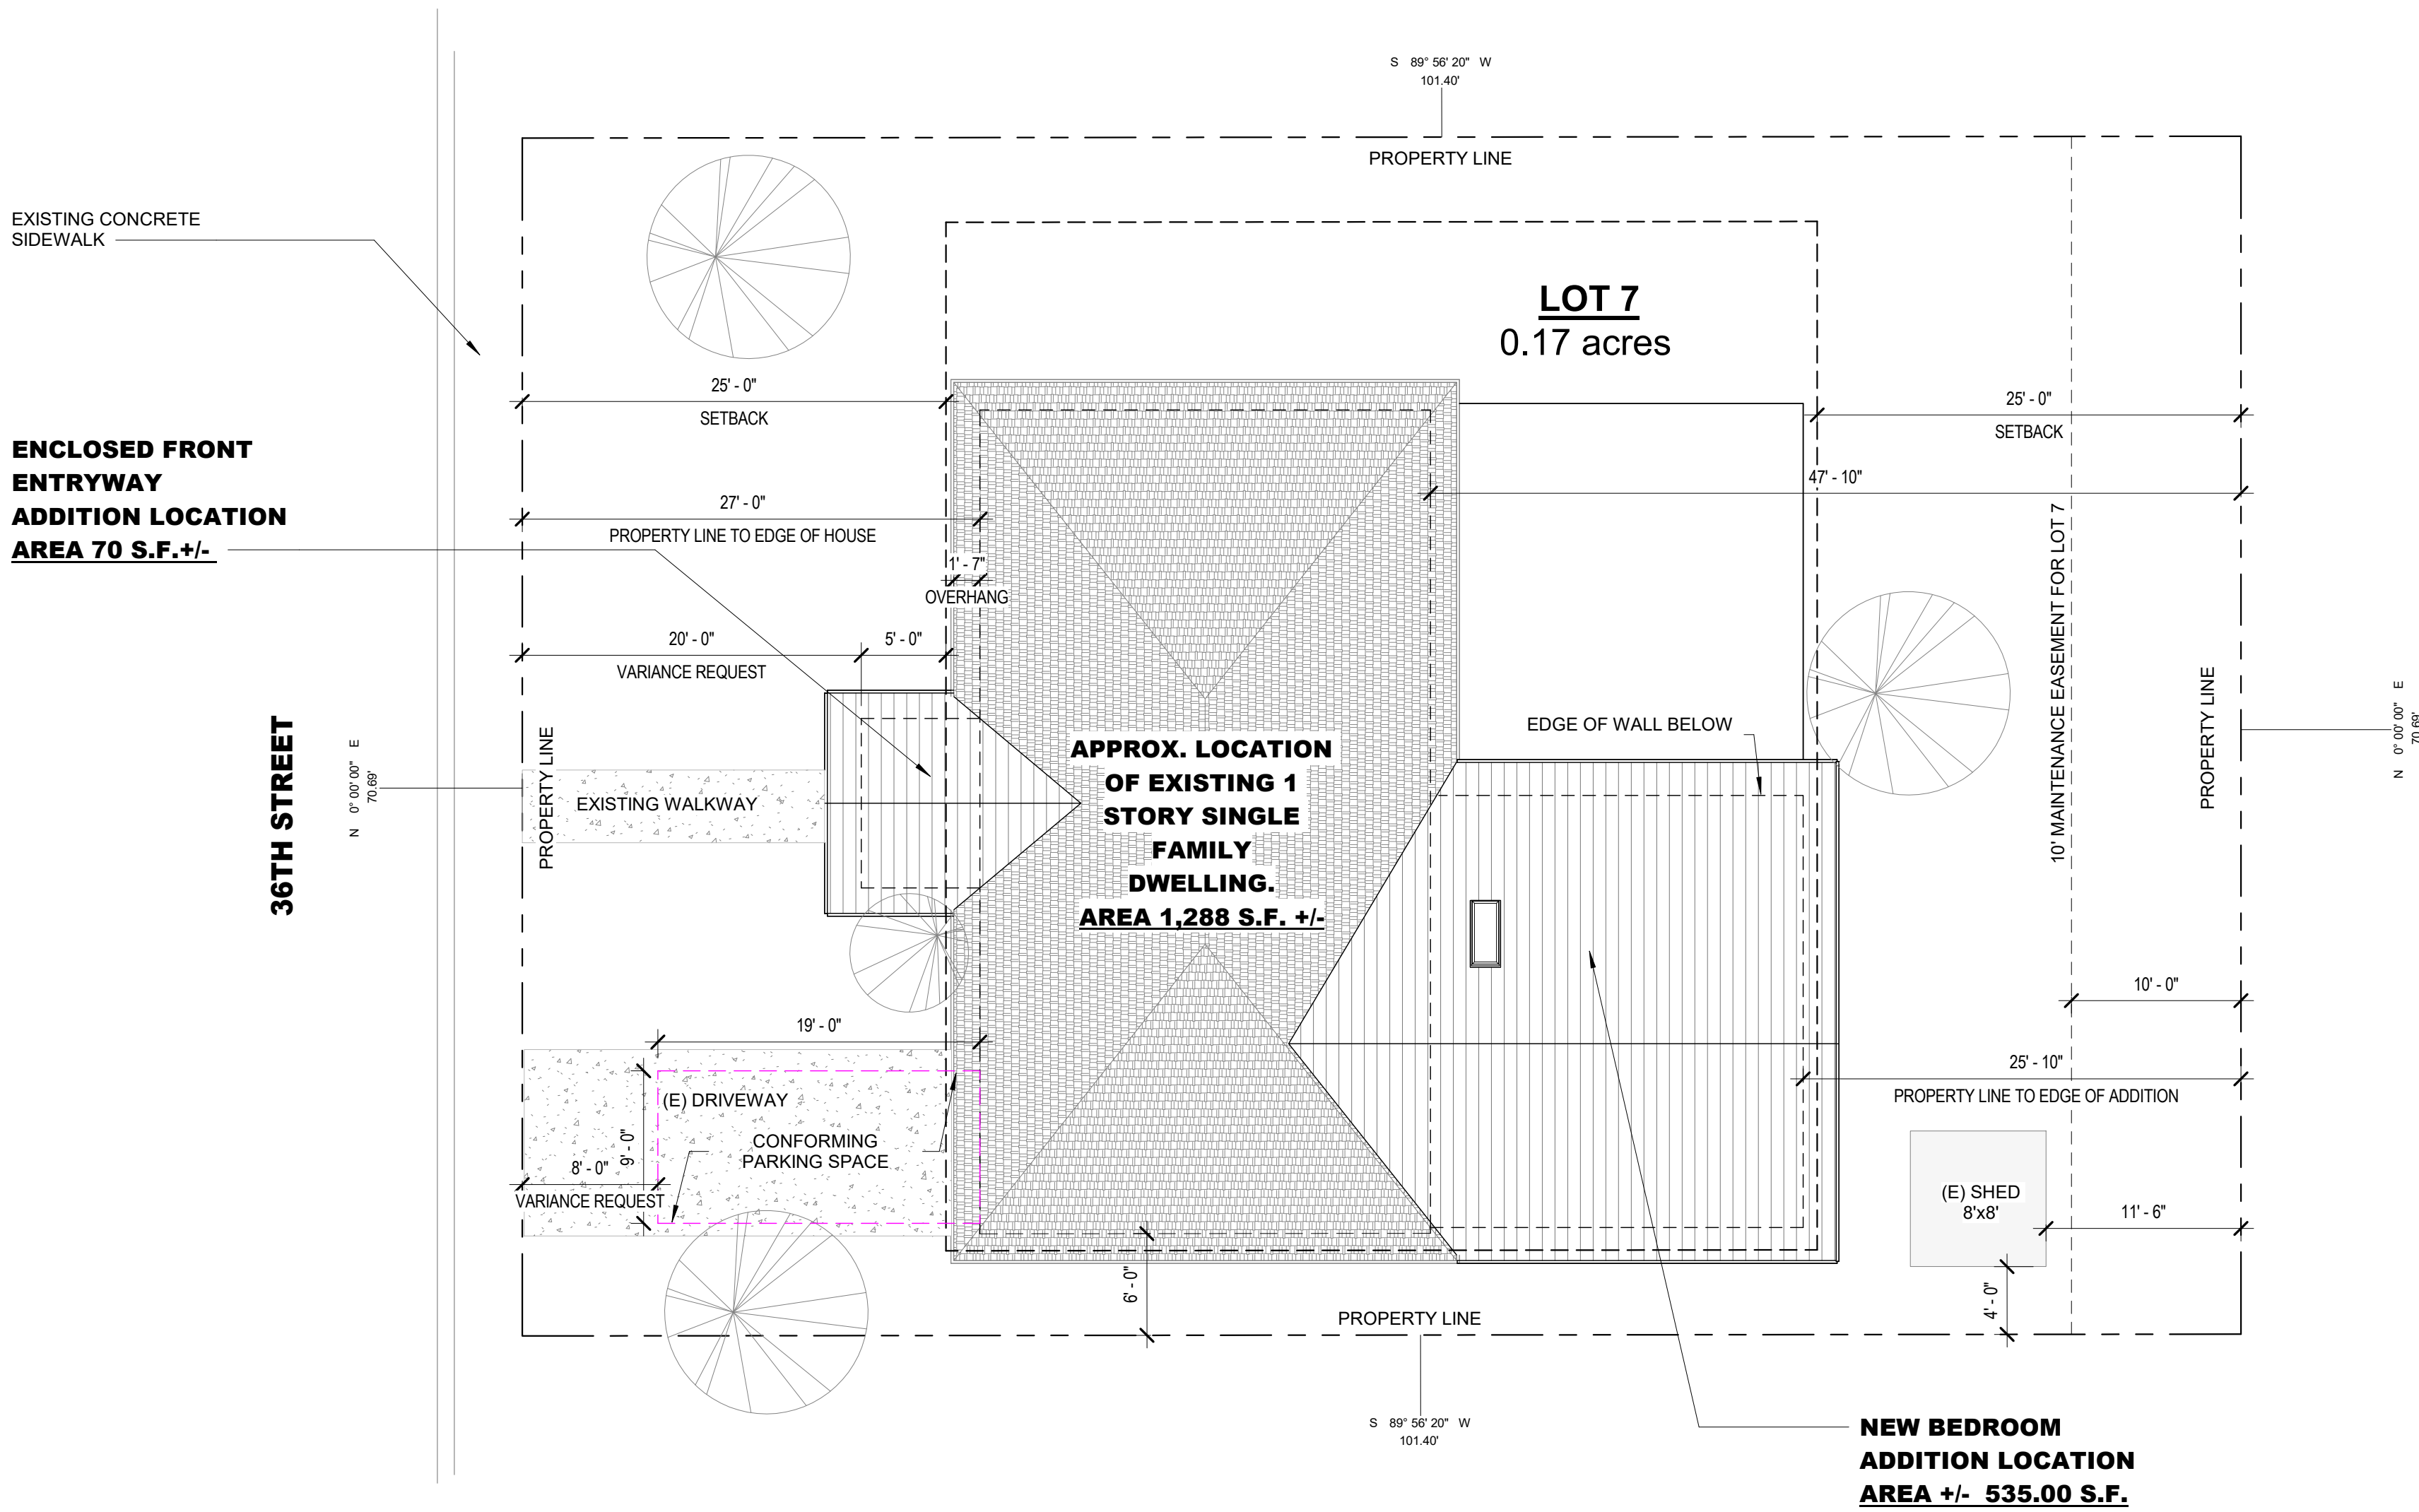 S 89° 56' 20" W
101.40'
PROPERTY LINE
EXISTING CONCRETE
SIDEWALK
LOT 7
0.17 acres
25' - 0"
SETBACK
25' - 0"
SETBACK
ENCLOSED FRONT
ENTRYWAY
ADDITION LOCATION
AREA 70 S.F.+/-
47' - 10"
27' - 0"
PROPERTY LINE TO EDGE OF HOUSE
1' - 7"
OVERHANG
20' - 0"
5' - 0"
VARIANCE REQUEST
10' MAINTENANCE EASEMENT FOR LOT 7
PROPERTY LINE
N 0° 00' 00" E
70.69'
EDGE OF WALL BELOW
36TH STREET
N 0° 00' 00" E
70.69'
PROPERTY LINE
EXISTING WALKWAY
APPROX. LOCATION
OF EXISTING 1
STORY SINGLE
FAMILY
DWELLING.
AREA 1,288 S.F. +/-
10' - 0"
19' - 0"
25' - 10"
PROPERTY LINE TO EDGE OF ADDITION
(E) DRIVEWAY
9' - 0"
CONFORMING
PARKING SPACE
8' - 0"
VARIANCE REQUEST
(E) SHED
8'x8'
11' - 6"
6' - 0"
4' - 0"
PROPERTY LINE
S 89° 56' 20" W
101.40'
NEW BEDROOM
ADDITION LOCATION
AREA +/- 535.00 S.F.